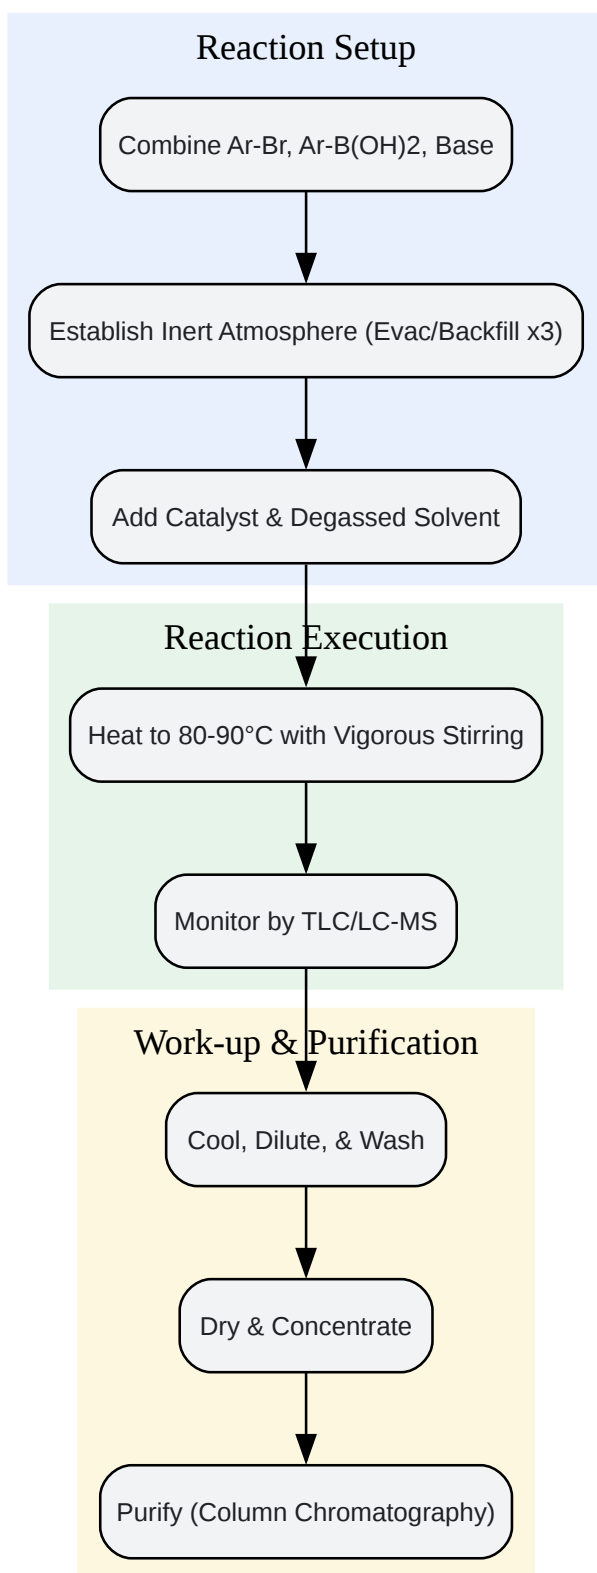 Reaction Setup
Combine Ar-Br, Ar-B(OH)2, Base
Establish Inert Atmosphere (Evac/Backfill x3)
Add Catalyst & Degassed Solvent
Reaction Execution
Heat to 80-90°C with Vigorous Stirring
Monitor by TLC/LC-MS
Work-up & Purification
Cool, Dilute, & Wash
Dry & Concentrate
Purify (Column Chromatography)